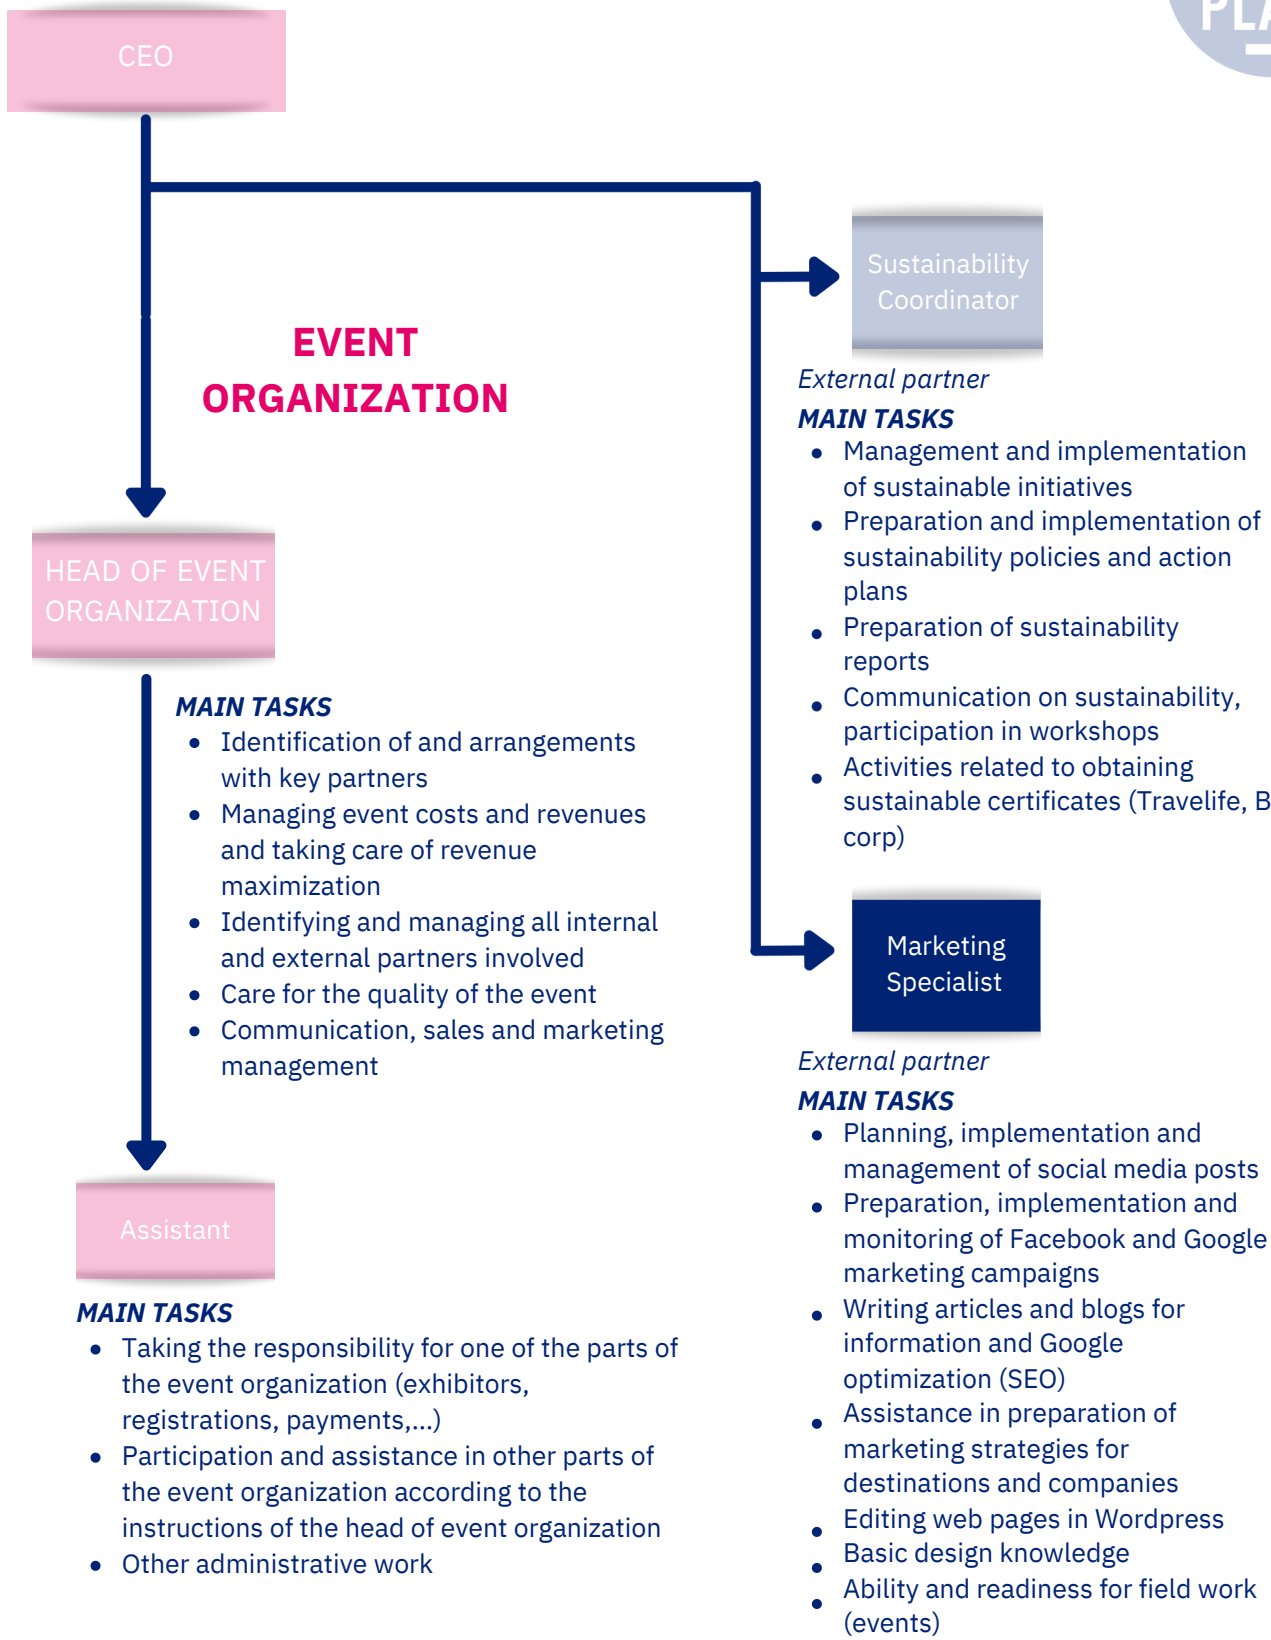 PLA
CEO
Sustainability
Coordinator
EVENT
ORGANIZATION
External partner
MAIN TASKS
Management and implementation
of sustainable initiatives
Preparation and implementation of
sustainability policies and action
plans
Preparation of sustainability
reports
Communication on sustainability,
participation in workshops
Activities related to obtaining
sustainable certificates (Travelife, B
corp)
HEAD OF EVENT
ORGANIZATION
MAIN TASKS
Identification of and arrangements
with key partners
Managing event costs and revenues
and taking care of revenue
maximization
Identifying and managing all internal
and external partners involved
Care for the quality of the event
Communication, sales and marketing
management
Marketing
Specialist
External partner
MAIN TASKS
Planning, implementation and
management of social media posts
Preparation, implementation and
monitoring of Facebook and Google
marketing campaigns
Writing articles and blogs for
information and Google
optimization (SEO)
Assistance in preparation of
marketing strategies for
destinations and companies
Editing web pages in Wordpress
Basic design knowledge
Ability and readiness for field work
(events)
Assistant
MAIN TASKS
Taking the responsibility for one of the parts of
the event organization (exhibitors,
registrations, payments,...)
Participation and assistance in other parts of
the event organization according to the
instructions of the head of event organization
Other administrative work